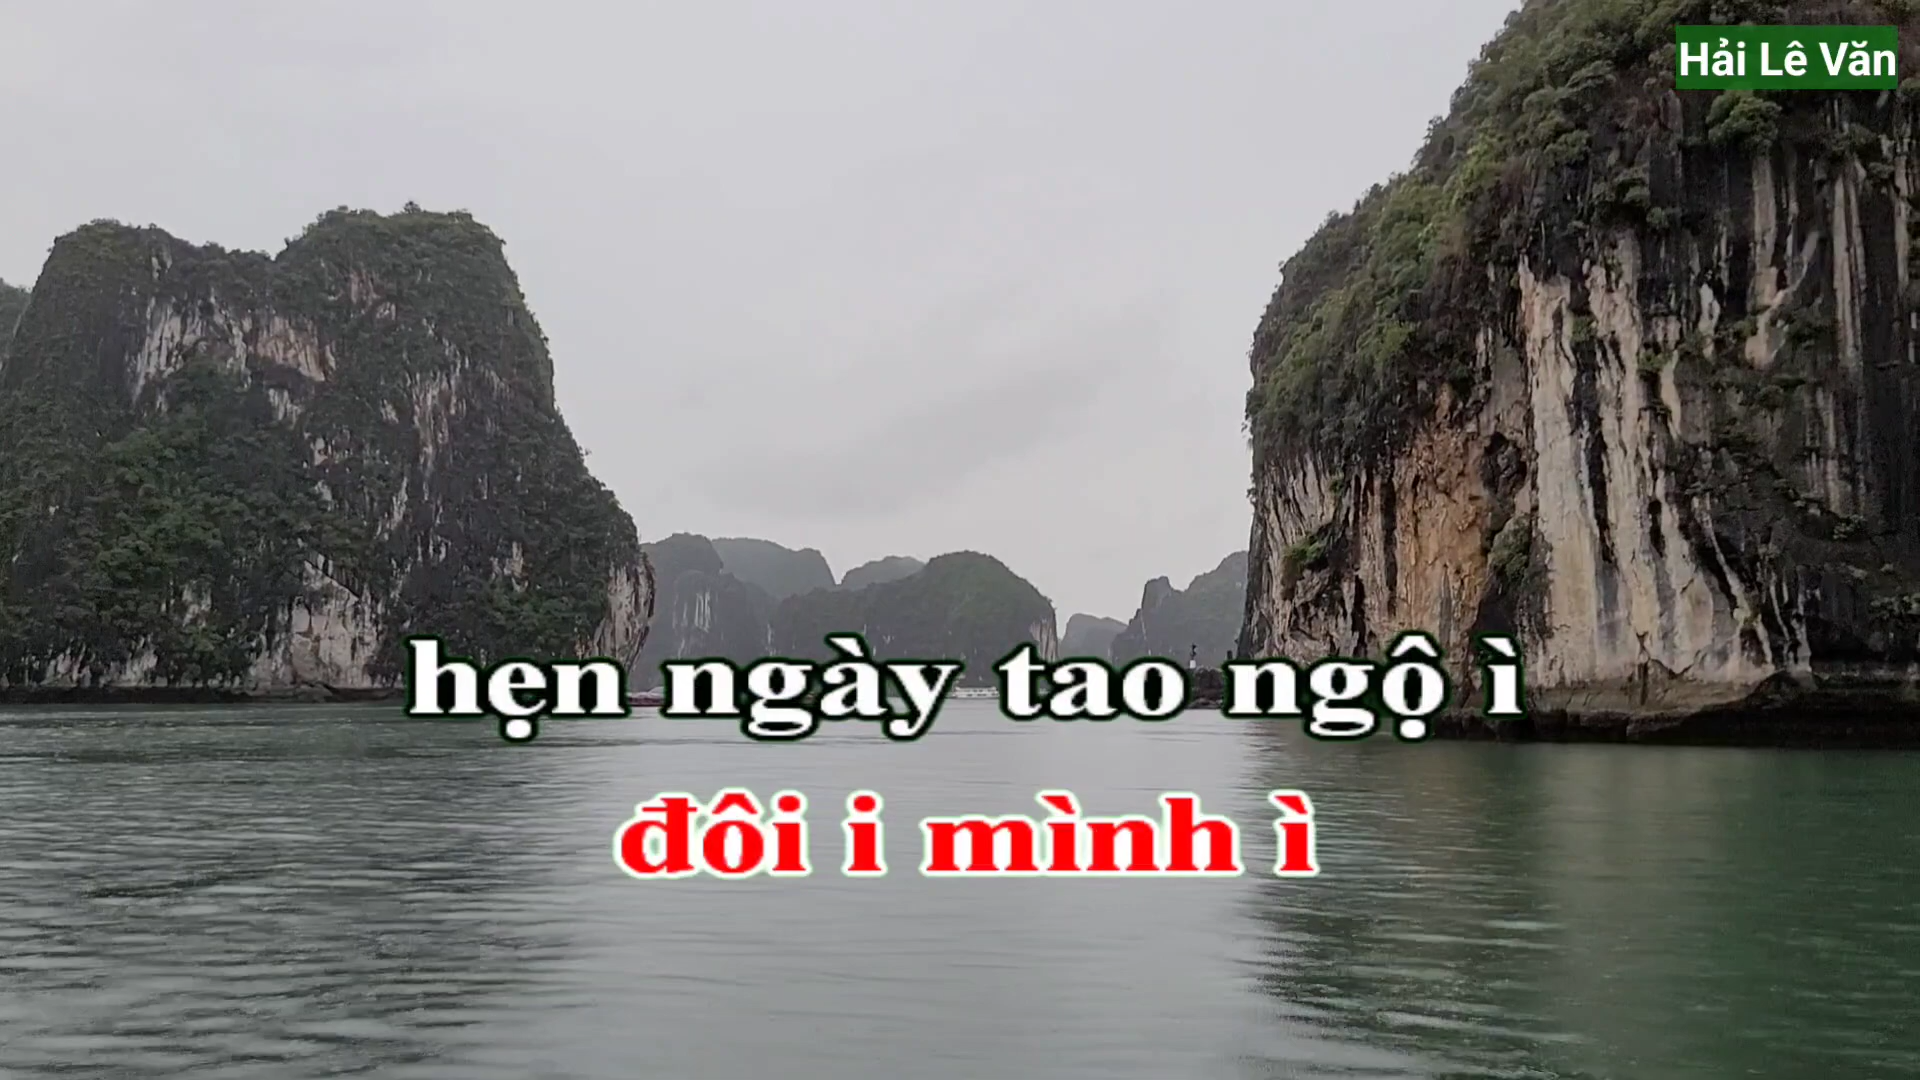 Hải Lê Văn
hẹn ngày tao ngộ ì
đôi i mình ì